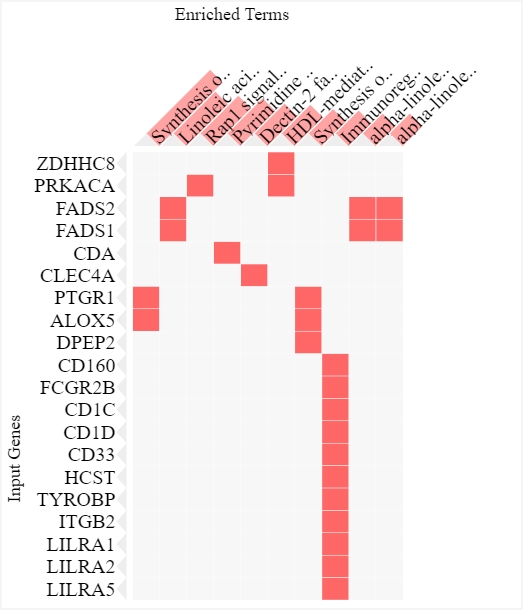 Enriched Terms
Synthesis o..
Linoleic aci..
Rap1 signal..
Pyrimidine ..
Dectin-2 fa..
HDL-mediat..
Synthesis o..
Immunoreg..
alpha-linole..
alpha-linole..
Input Genes
ZDHHC8
PRKACA
FADS2
FADS1
CDA
CLEC4A
PTGR1
ALOX5
DPEP2
CD160
FCGR2B
CD1C
CD1D
CD33
HCST
TYROBP
ITGB2
LILRA1
LILRA2
LILRA5